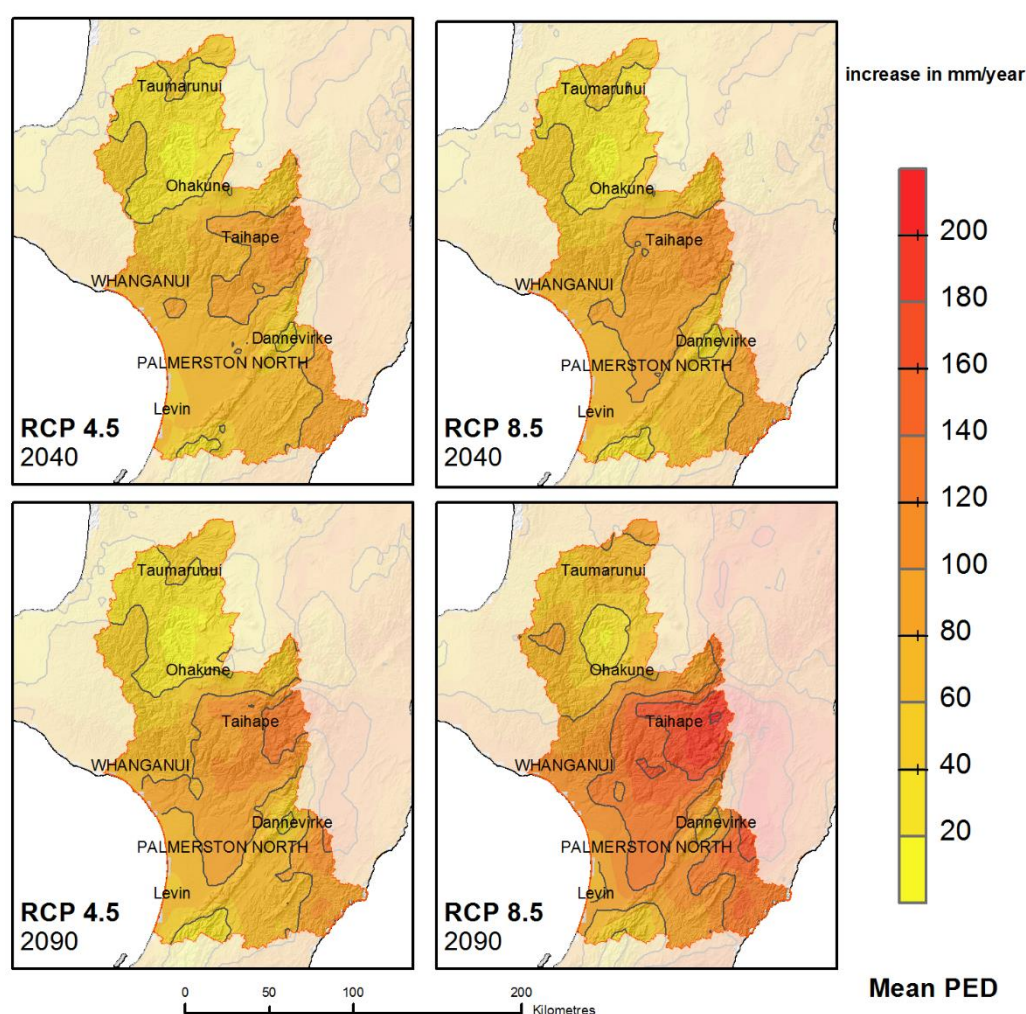 Taumarunui
Ohakune
Taihape
WHANGANUI
Dannevirke
PALMERSTON NORTH
Levin
RCP 4.5
2040
Taumarunui
Ohakune
Taihape
WHANGANUI
Dannevirke
PALMERSTON NORTH
Levin
RCP 8.5
2040
Taumarunui
Ohakune
Taihape
WHANGANUI
Dannevirke
PALMERSTON NORTH
Levin
RCP 4.5
2090
Taumarunui
Ohakune
Taihape
WHANGANUI
Dannevirke
PALMERSTON NORTH
Levin
RCP 8.5
2090
increase in mm/year
200
180
160
140
120
100
80
60
40
20
Mean PED
0 50 100 200
Kilometres